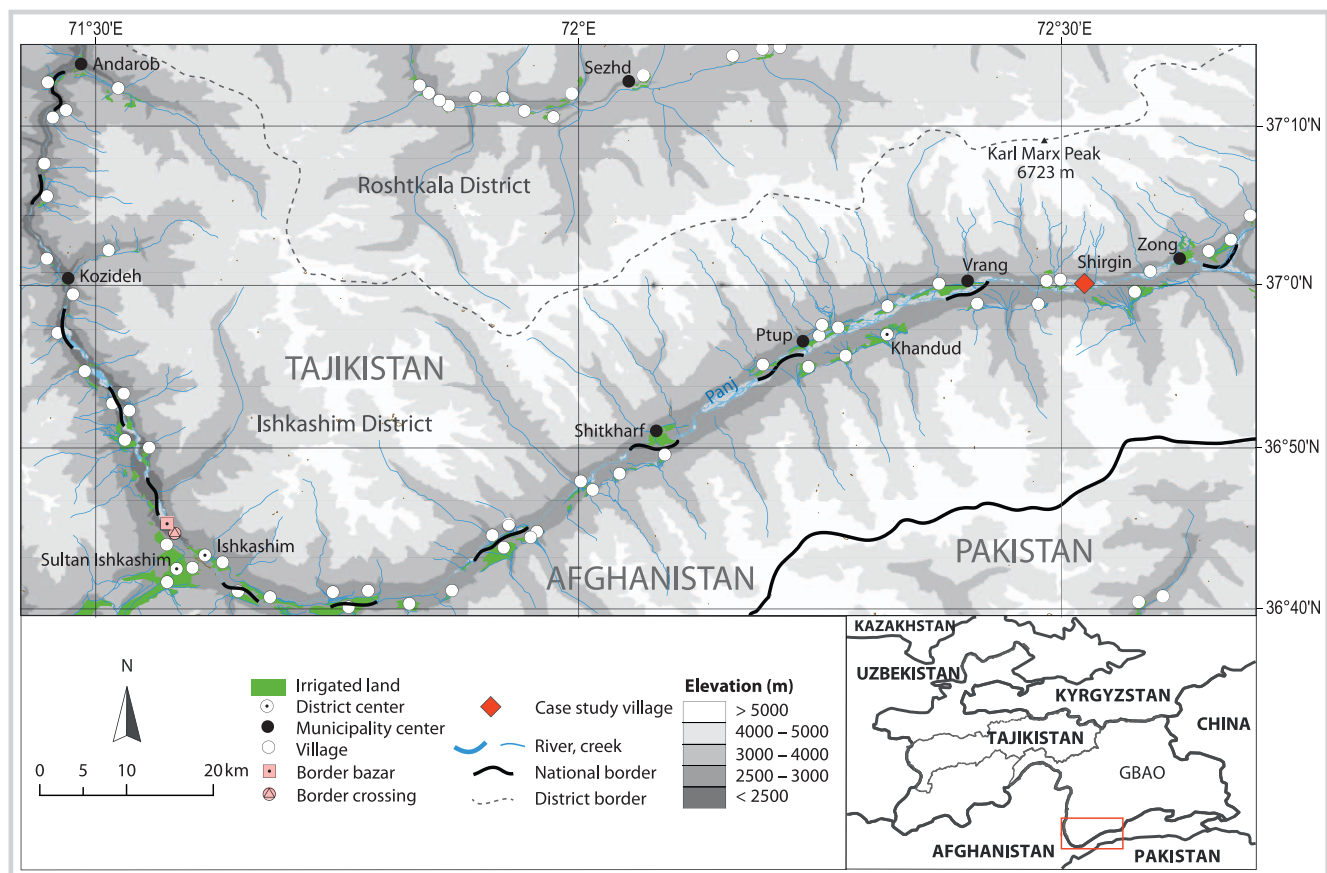 71°30'E
72°0'E
72°30'E
Andarob
Sezhd
37°10'N
Karl Marx Peak
6723 m
Roshtkala District
Zong
Kozideh
Vrang
Shirgin
37°0'N
Ptup
Khandud
TAJIKISTAN
Panj
Ishkashim District
Shitkharf
36°50'N
Ishkashim
Sultan Ishkashim
PAKISTAN
AFGHANISTAN
36°40'N
N
0 5 10 20 km
Irrigated land
District center
Municipality center
Village
Border bazar
Border crossing
Case study village
River, creek
National border
District border
Elevation (m)
> 5000
4000 – 5000
3000 – 4000
2500 – 3000
< 2500
KAZAKHSTAN
UZBEKISTAN
KYRGYZSTAN
CHINA
TAJIKISTAN
GBAO
AFGHANISTAN
PAKISTAN